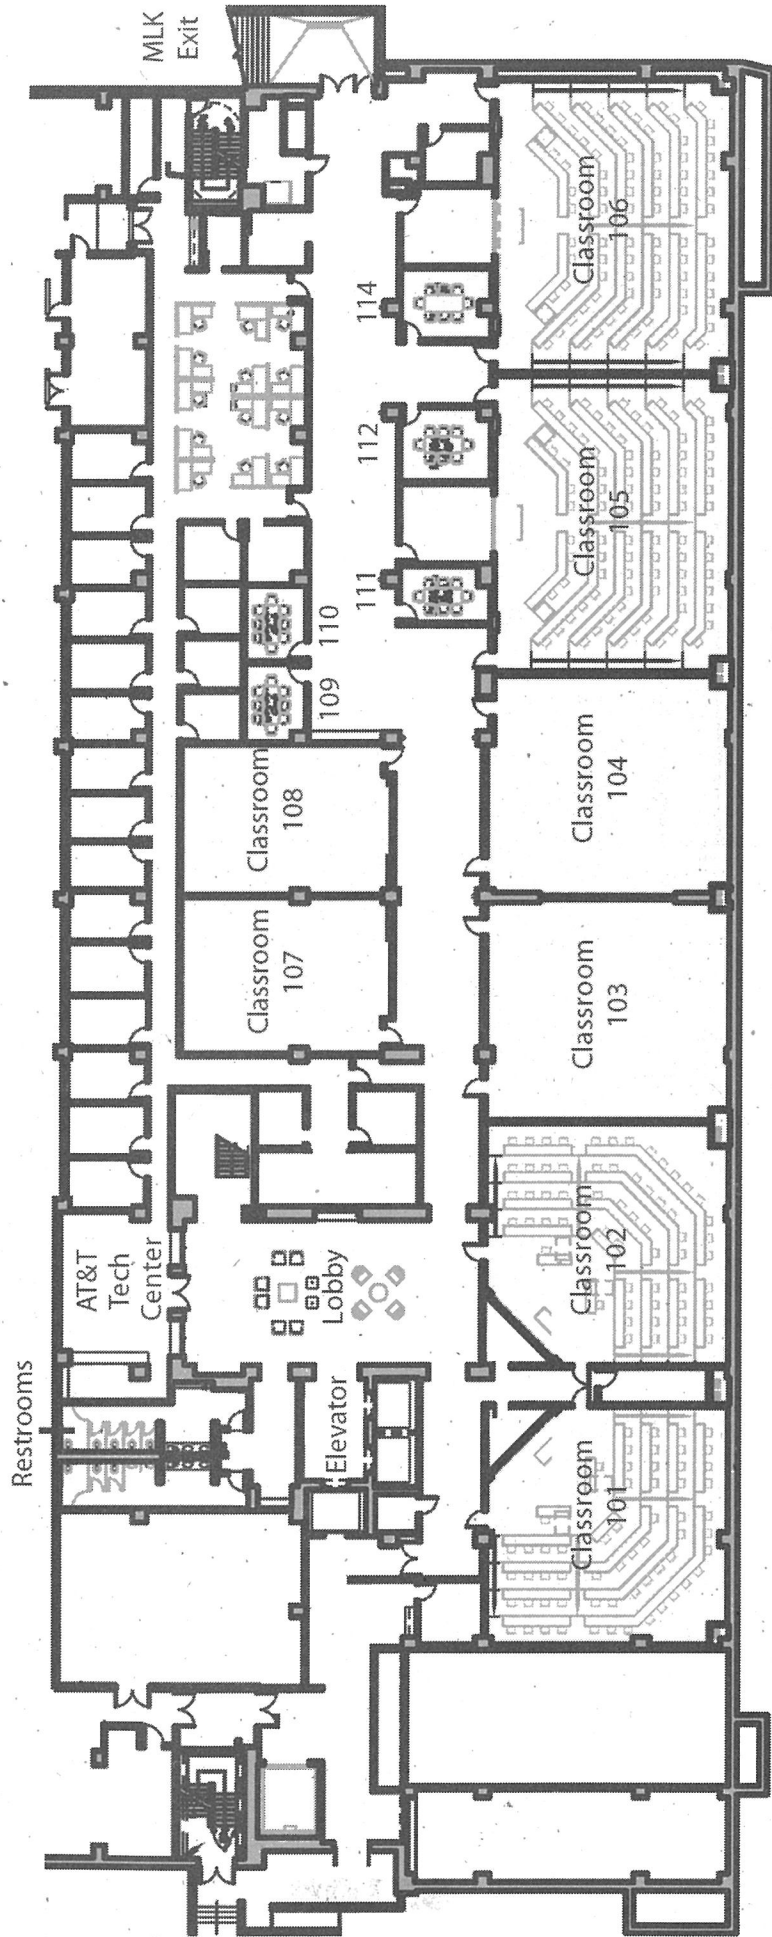 Restrooms
AT&T
Tech
Center
MLK
Exit
Elevator
Lobby
Classroom
107
Classroom
108
109
110
111
112
114
Classroom
101
Classroom
102
Classroom
103
Classroom
104
Classroom
105
Classroom
106